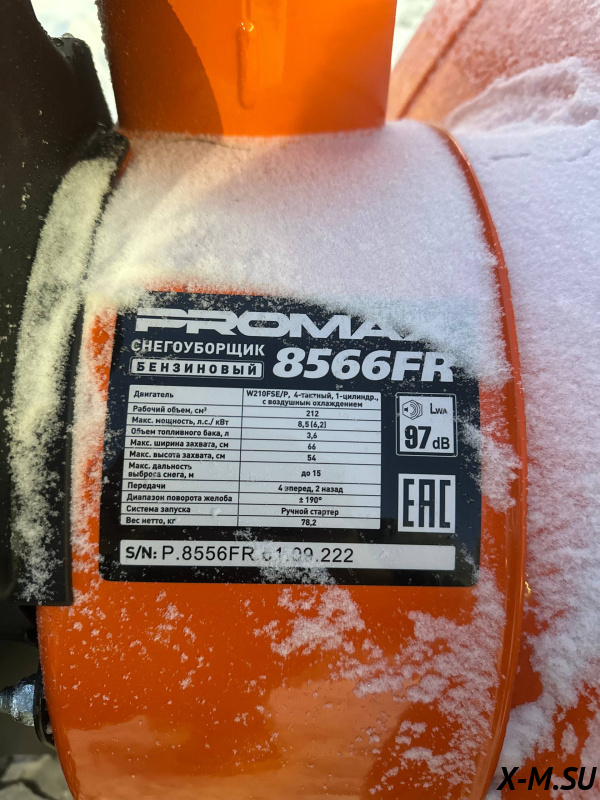 PROMA
СНЕГОУБОРЩИК
БЕНЗИНОВЫЙ
8566FR
Двигатель W210FSE/P, 4-тактный, 1-цилиндр., с воздушным охлаждением
Рабочий объем, см³ 212
Макс. мощность, л.с./ кВт 8,5 (6,2)
Объем топливного бака, л 3,6
Макс. ширина захвата, см 66
Макс. высота захвата, см 54
Макс. дальность выброса снега, м до 15
Передачи 4 вперед, 2 назад
Диапазон поворота желоба ± 190°
Система запуска Ручной стартер
Вес нетто, кг 78,2
LWA
97dB
EAC
S/N: P.8556FR.01.09.222
X-M.SU